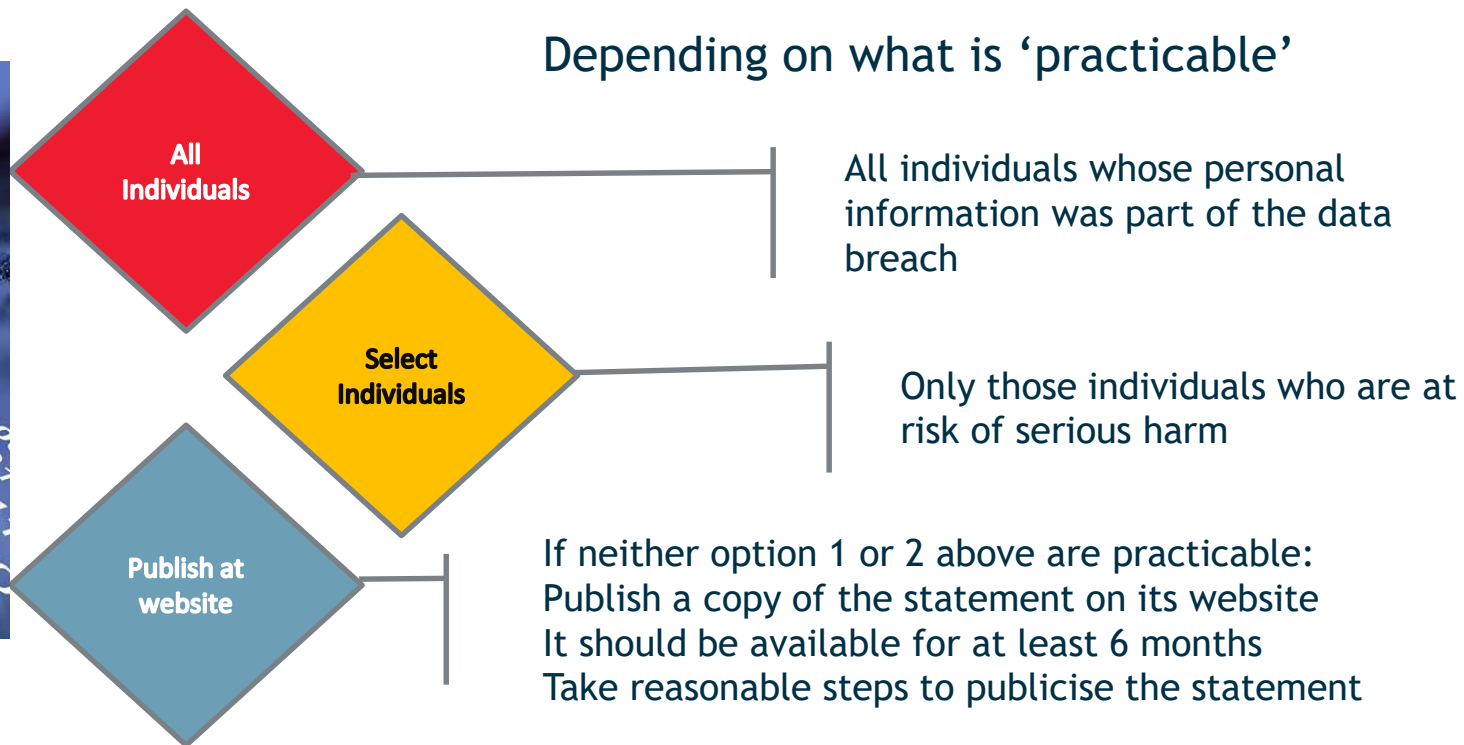 Depending on what is ‘practicable’
All
Individuals
All individuals whose personal
information was part of the data
breach
Select
Individuals
Only those individuals who are at
risk of serious harm
Publish at
website
If neither option 1 or 2 above are practicable:
Publish a copy of the statement on its website
It should be available for at least 6 months
Take reasonable steps to publicise the statement